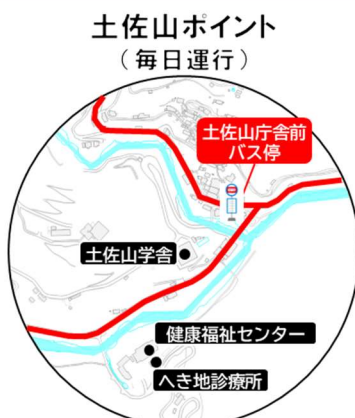 土佐山ポイント
（毎日運行）
土佐山庁舎前
バス停
土佐山学舎
健康福祉センター
へき地診療所